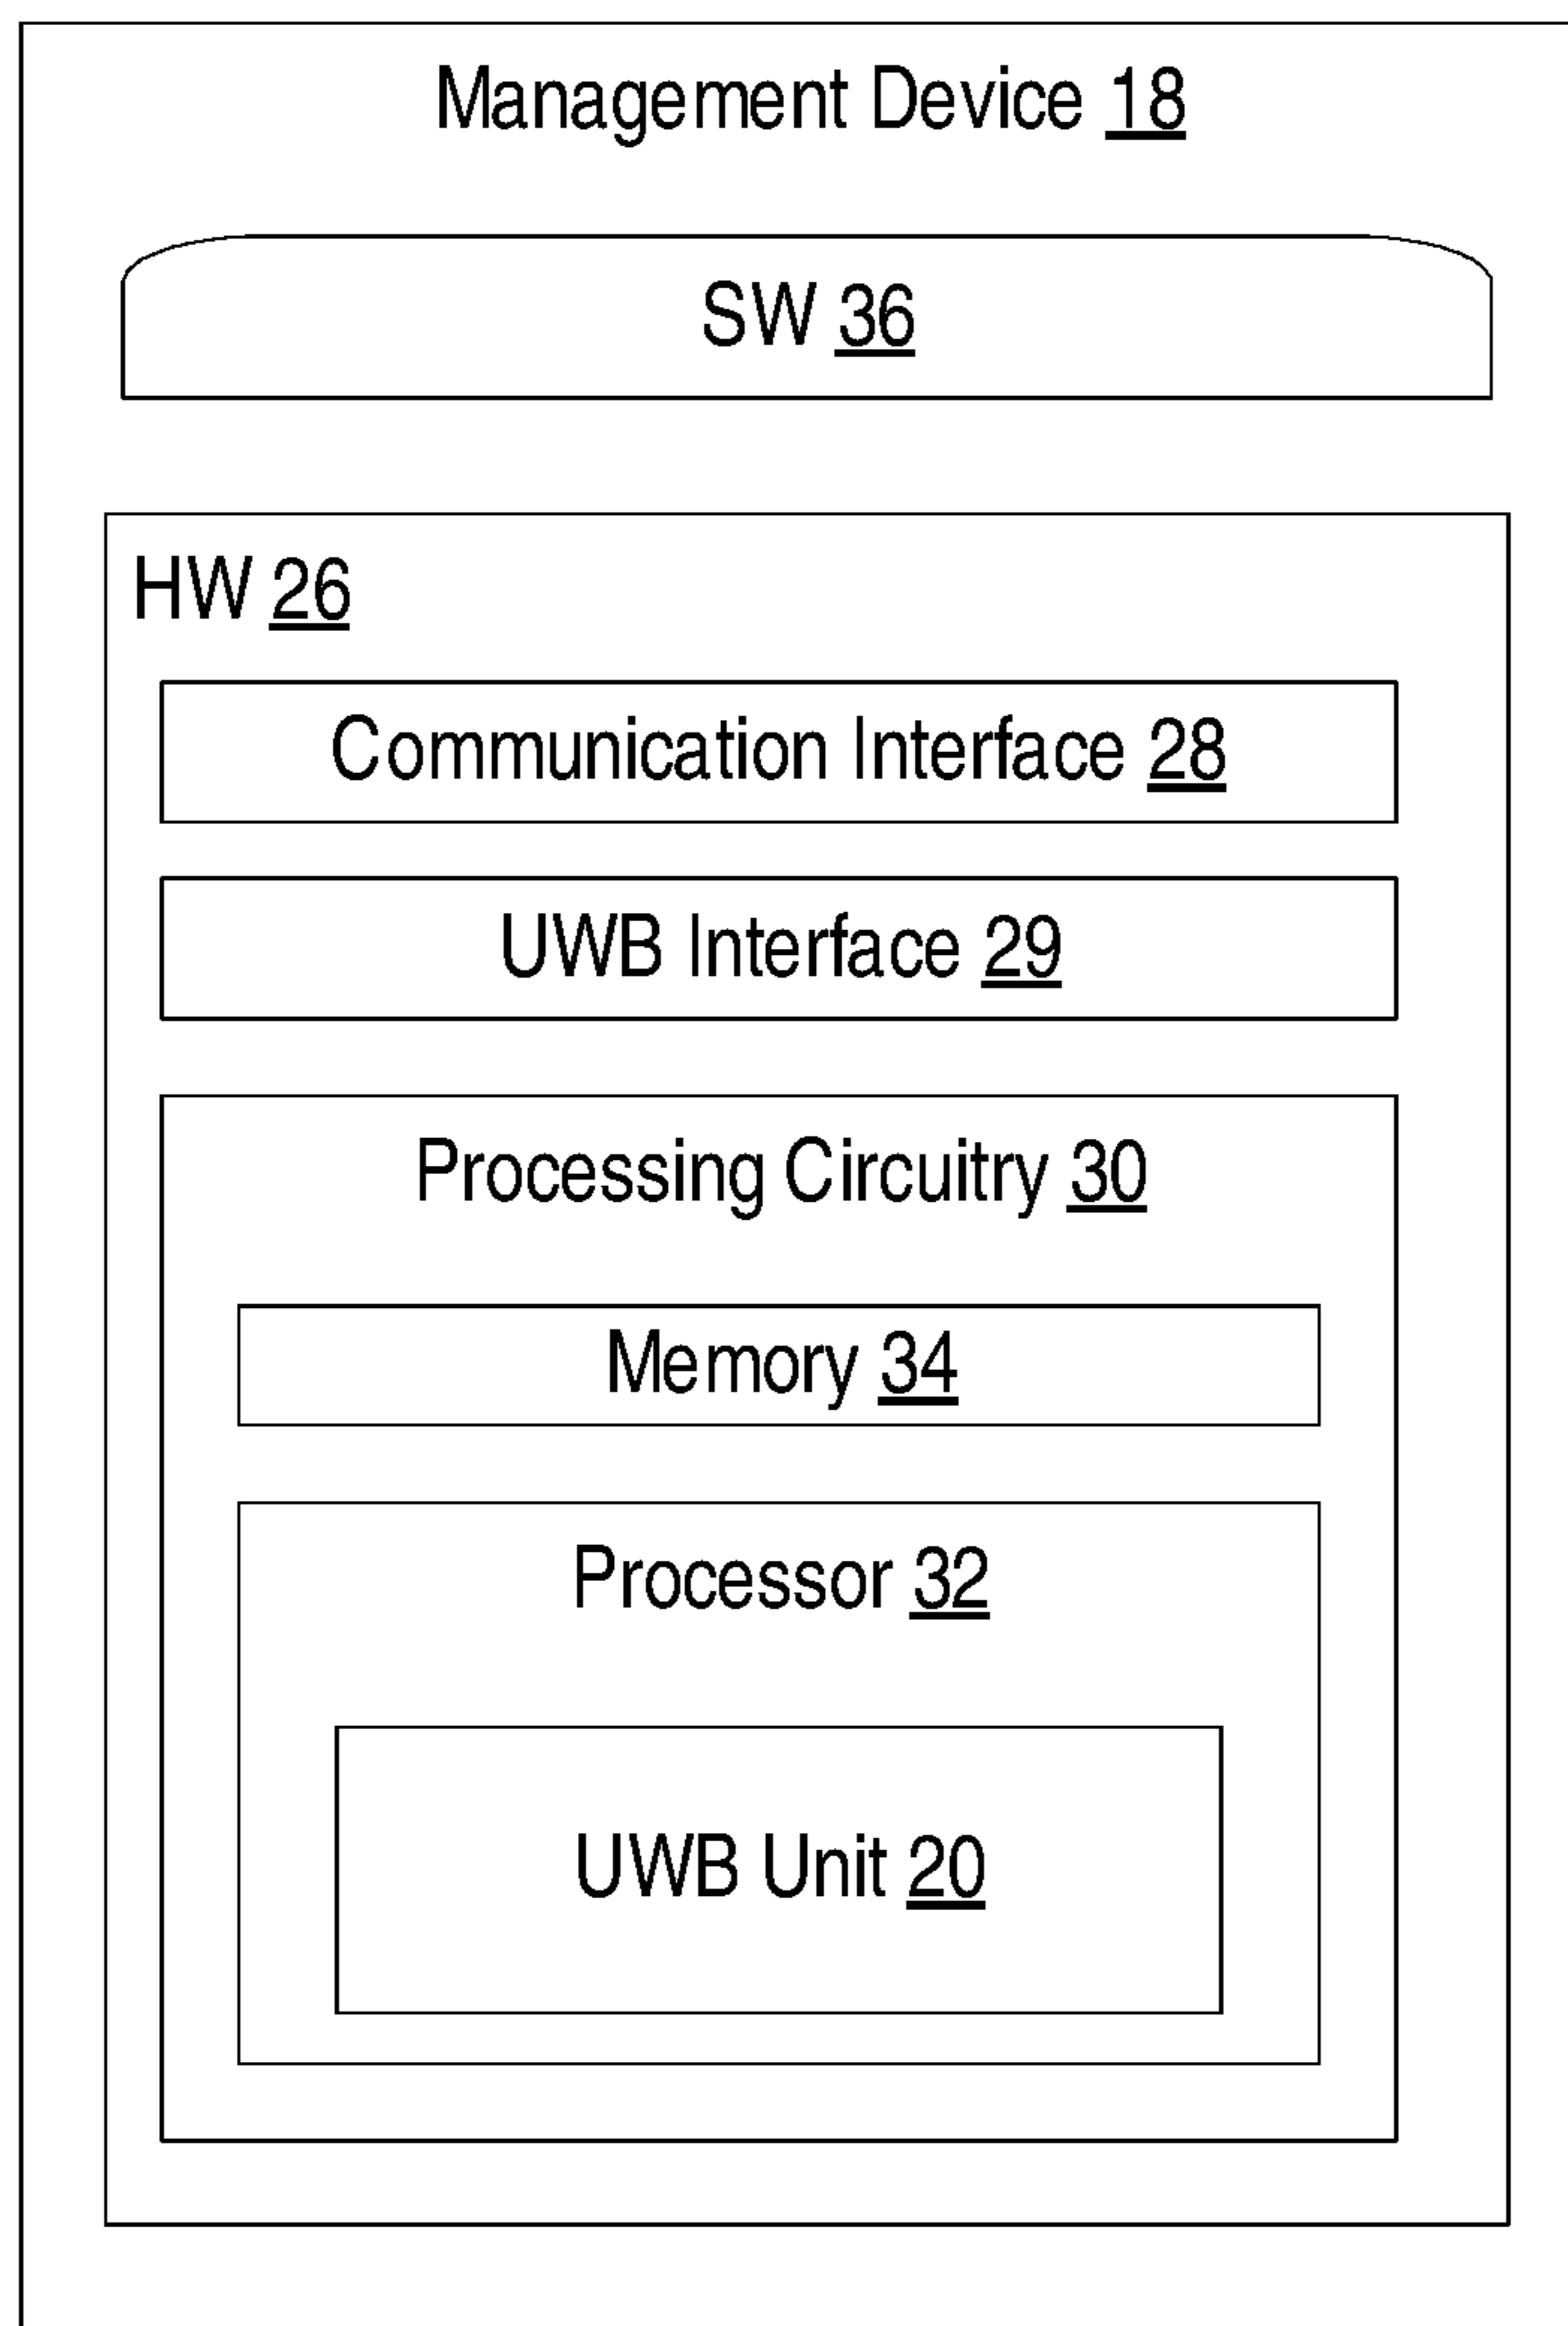 Management Device 18
SW 36
HW 26
Communication Interface 28
UWB Interface 29
Processing Circuitry 30
Memory 34
Processor 32
UWB Unit 20